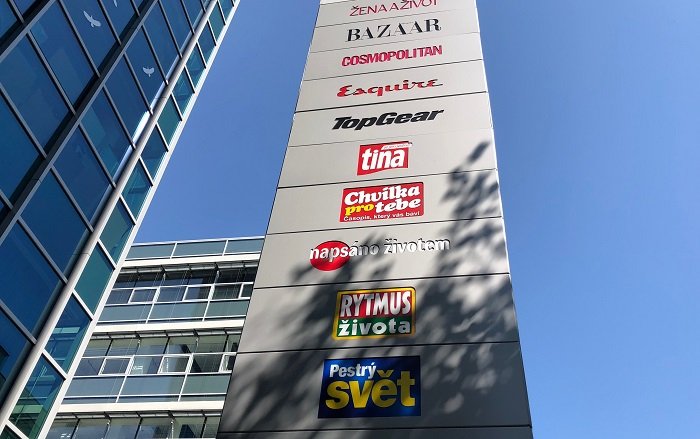 ŽENA A ŽIVOT
BAZAAR
COSMOPOLITAN
Esquire
TopGear
tina
Chvilka
pro tebe
Časopis, který vás baví
napsáno životem
RYTMUS
života
Pestrý
svět